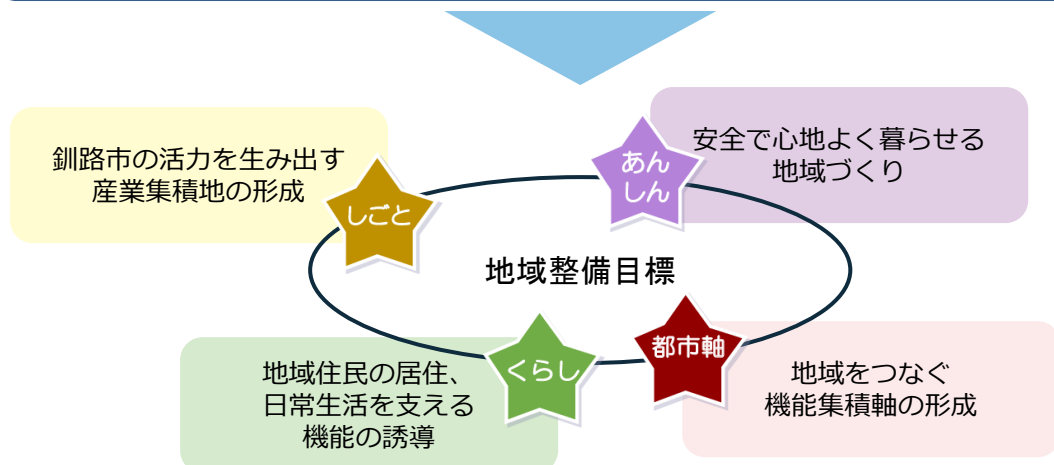 釧路市の活力を生み出す
産業集積地の形成
しごと
あん
しん
安全で心地よく暮らせる
地域づくり
地域整備目標
地域住民の居住、
日常生活を支える
機能の誘導
くらし
都市軸
地域をつなぐ
機能集積軸の形成